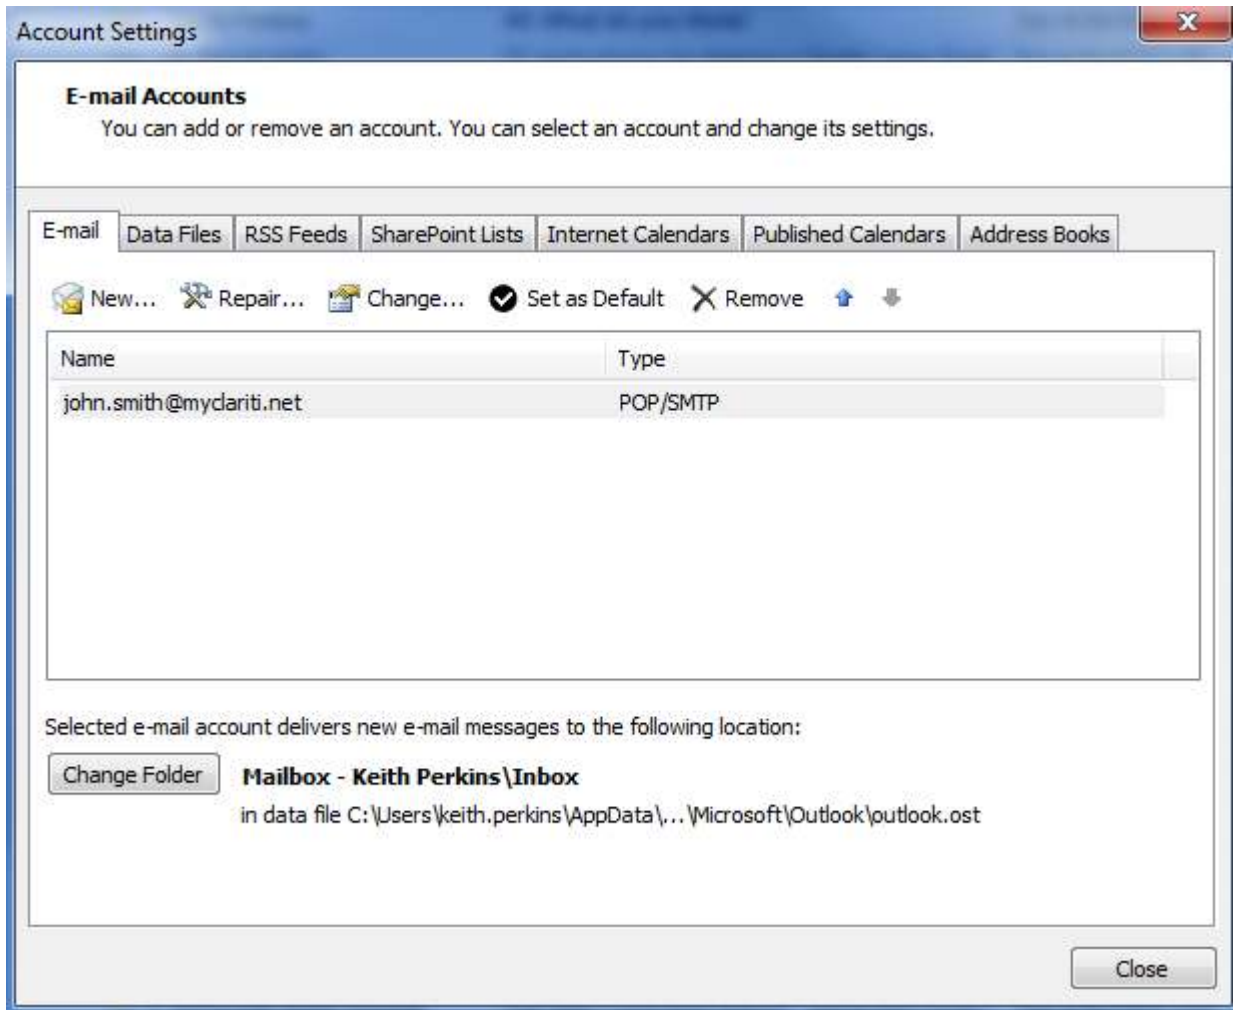 Account Settings
E-mail Accounts
You can add or remove an account. You can select an account and change its settings.
E-mail Data Files RSS Feeds SharePoint Lists Internet Calendars Published Calendars Address Books
New... Repair... Change... Set as Default Remove
Name Type
john.smith@myclariti.net POP/SMTP
Selected e-mail account delivers new e-mail messages to the following location:
Change Folder Mailbox - Keith Perkins\Inbox
in data file C:\Users\keith.perkins\AppData\...\Microsoft\Outlook\outlook.ost
Close